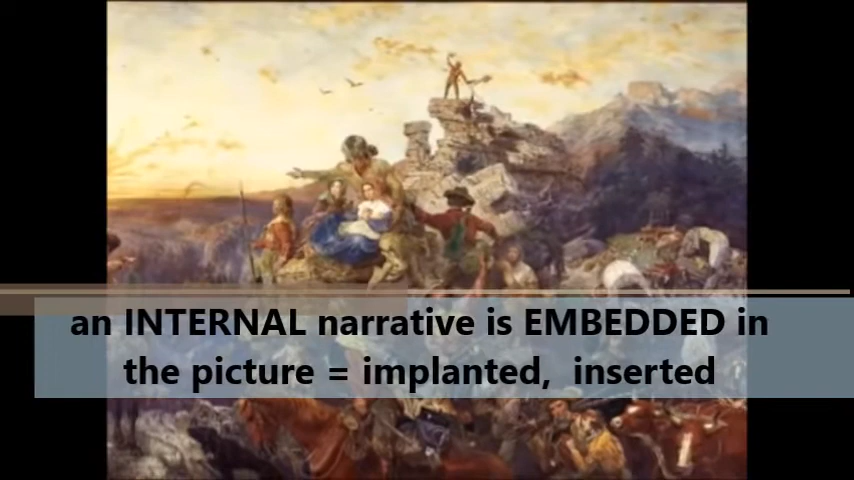 an INTERNAL narrative is EMBEDDED in
the picture = implanted,  inserted